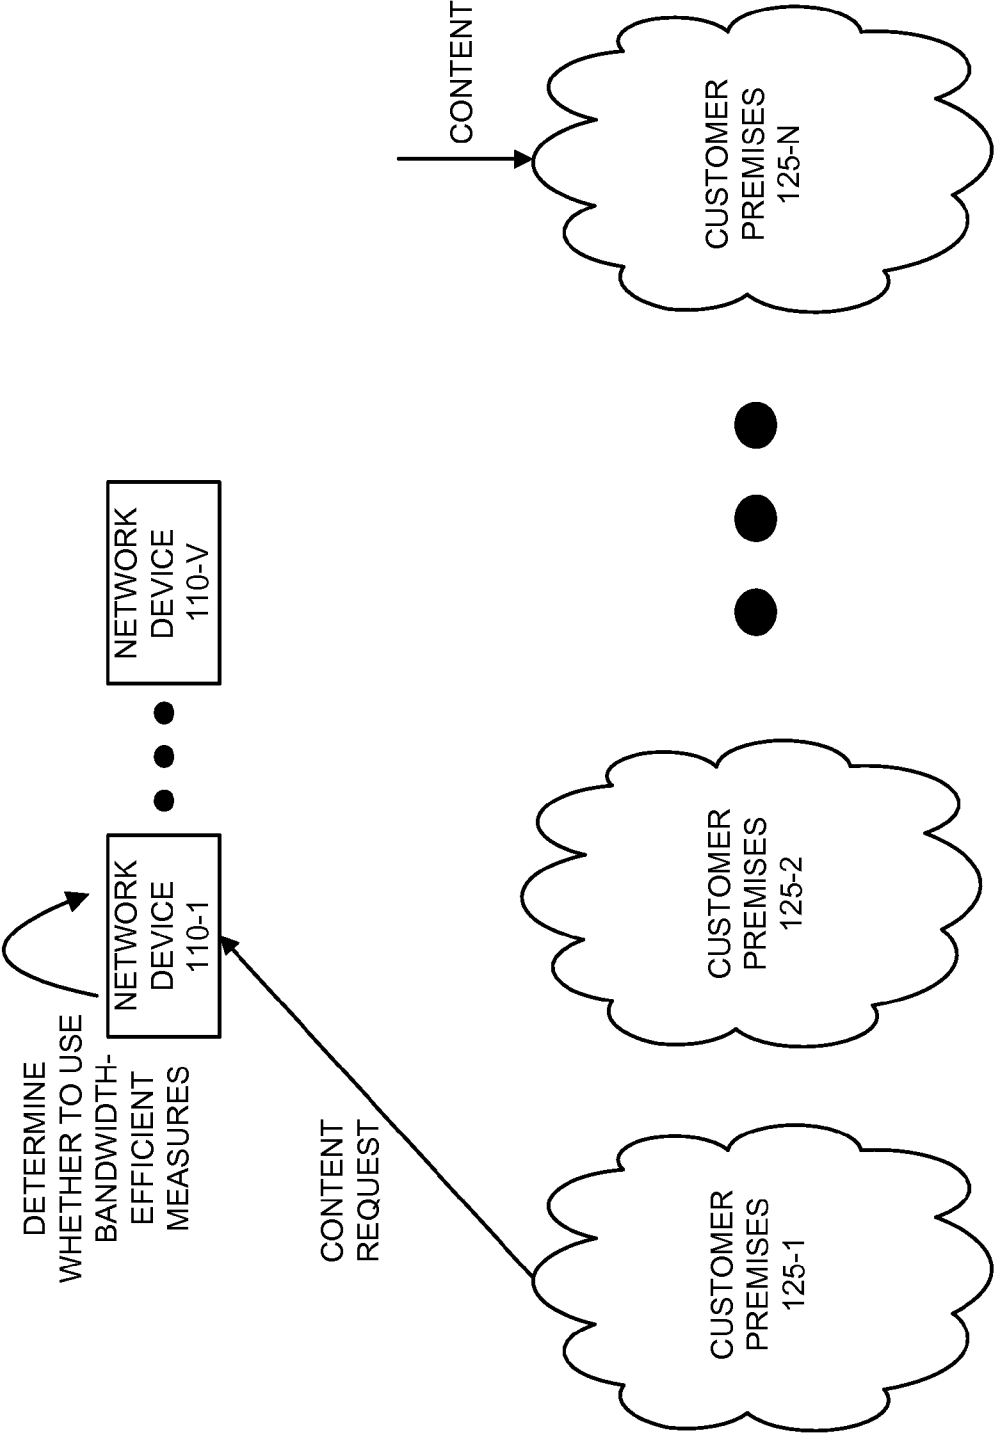 DETERMINE
WHETHER TO USE
BANDWIDTH-
EFFICIENT
MEASURES
NETWORK
DEVICE
110-1
NETWORK
DEVICE
110-V
CONTENT
REQUEST
CONTENT
CUSTOMER
PREMISES
125-1
CUSTOMER
PREMISES
125-2
CUSTOMER
PREMISES
125-N